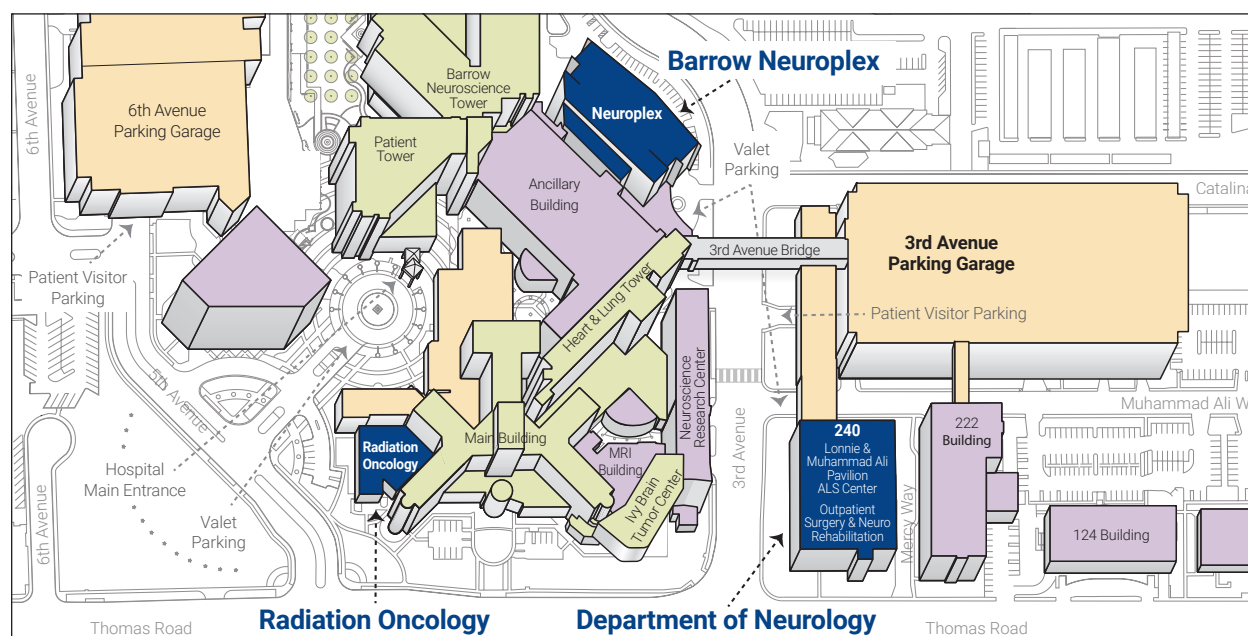 6th Avenue
6th Avenue
Parking Garage
Barrow
Neuroscience
Tower
Patient
Tower
Neuroplex
Barrow Neuroplex
Valet
Parking
Ancillary
Building
Catalina
3rd Avenue Bridge
3rd Avenue
Parking Garage
Patient Visitor
Parking
Patient Visitor Parking
Heart & Lung Tower
Neuroscience
Research Center
5th Avenue
Muhammad Ali W
Main Building
Radiation
Oncology
MRI
Building
Ivy Brain
Tumor Center
3rd Avenue
240
Lonnie &
Muhammad Ali
Pavilion
ALS Center
Outpatient
Surgery & Neuro
Rehabilitation
222
Building
Mercy Way
124 Building
Hospital
Main Entrance
Valet
Parking
6th Avenue
Thomas Road
Radiation Oncology
Department of Neurology
Thomas Road